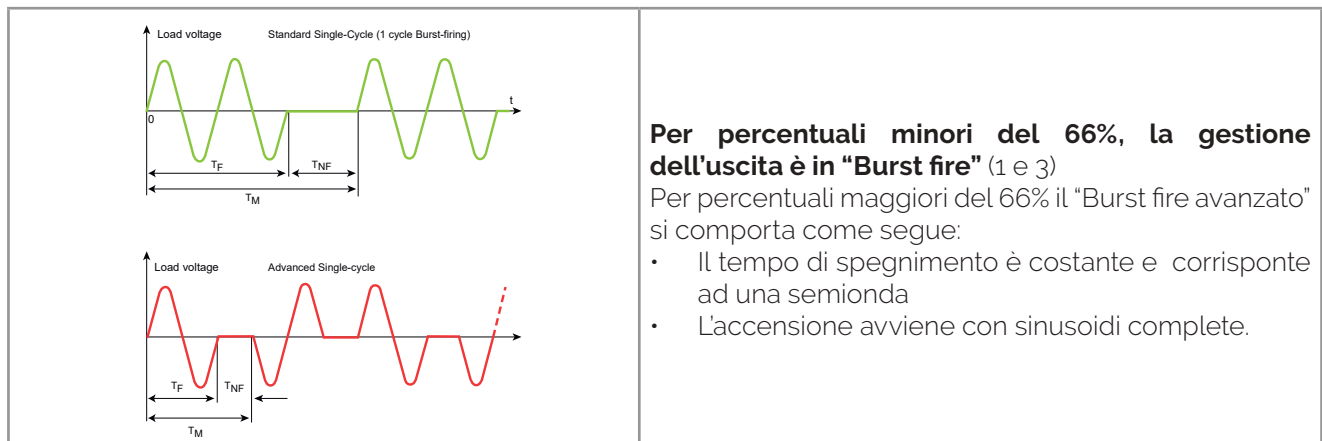 Load voltage Standard Single-Cycle (1 cycle Burst-firing)
t
0
TF TNF
TM
Load voltage Advanced Single-cycle
TF TNF
TM
Per percentuali minori del 66%, la gestione
dell’uscita è in “Burst fire” (1 e 3)
Per percentuali maggiori del 66% il “Burst fire avanzato”
si comporta come segue:
• Il tempo di spegnimento è costante e corrisponte
ad una semionda
• L’accensione avviene con sinusoidi complete.